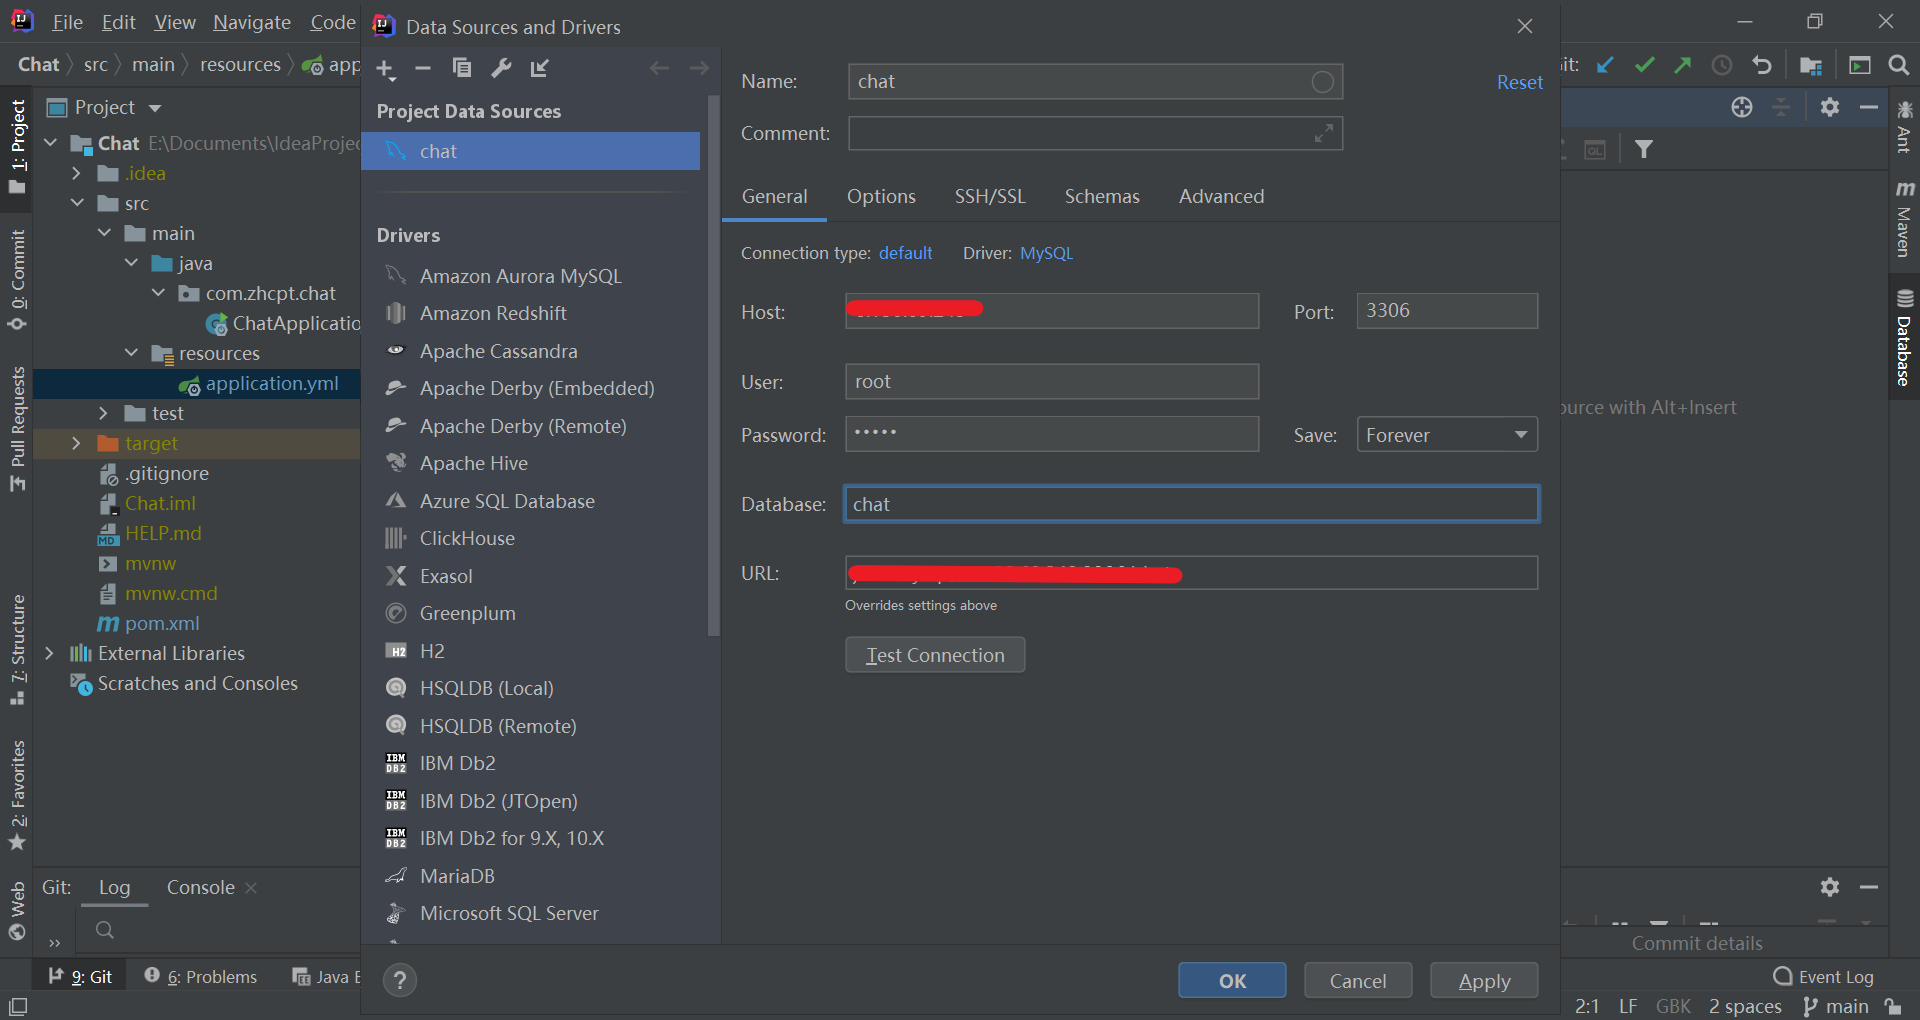 File Edit View Navigate Code
Data Sources and Drivers
Chat src main resources
Git:
1: Project
0: Commit
Pull Requests
7: Structure
2: Favorites
Web
Project
Chat E:\Documents\IdeaProjec
.idea
src
main
java
com.zhcpt.chat
ChatApplicatio
resources
application.yml
test
target
.gitignore
Chat.iml
HELP.md
mvnw
mvnw.cmd
pom.xml
External Libraries
Scratches and Consoles
Project Data Sources
chat
Drivers
Amazon Aurora MySQL
Amazon Redshift
Apache Cassandra
Apache Derby (Embedded)
Apache Derby (Remote)
Apache Hive
Azure SQL Database
ClickHouse
Exasol
Greenplum
H2
HSQLDB (Local)
HSQLDB (Remote)
IBM Db2
IBM Db2 (JTOpen)
IBM Db2 for 9.X, 10.X
MariaDB
Microsoft SQL Server
Name: chat
Reset
Comment:
General Options SSH/SSL Schemas Advanced
Connection type: default Driver: MySQL
Host:
Port: 3306
User: root
Password: •••••
Save: Forever
Database: chat
URL:
Overrides settings above
Test Connection
OK Cancel Apply
with Alt+Insert
Ant
Maven
Database
Git: Log Console
Commit details
9: Git 6: Problems Java E
Event Log
2:1 LF GBK 2 spaces main